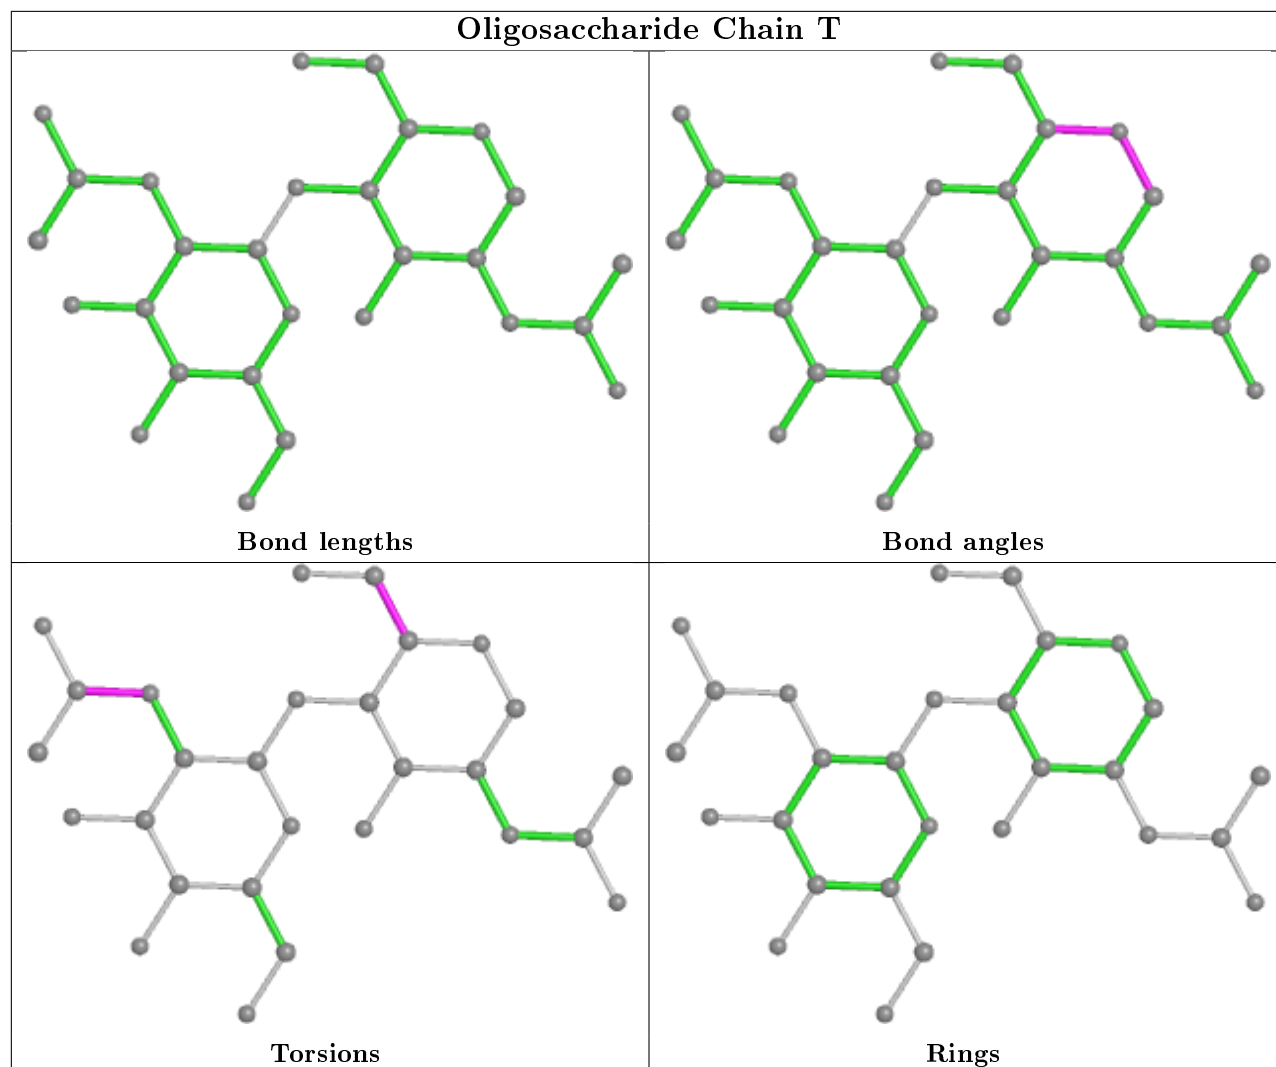 Oligosaccharide Chain T
Bond lengths
Bond angles
Torsions
Rings